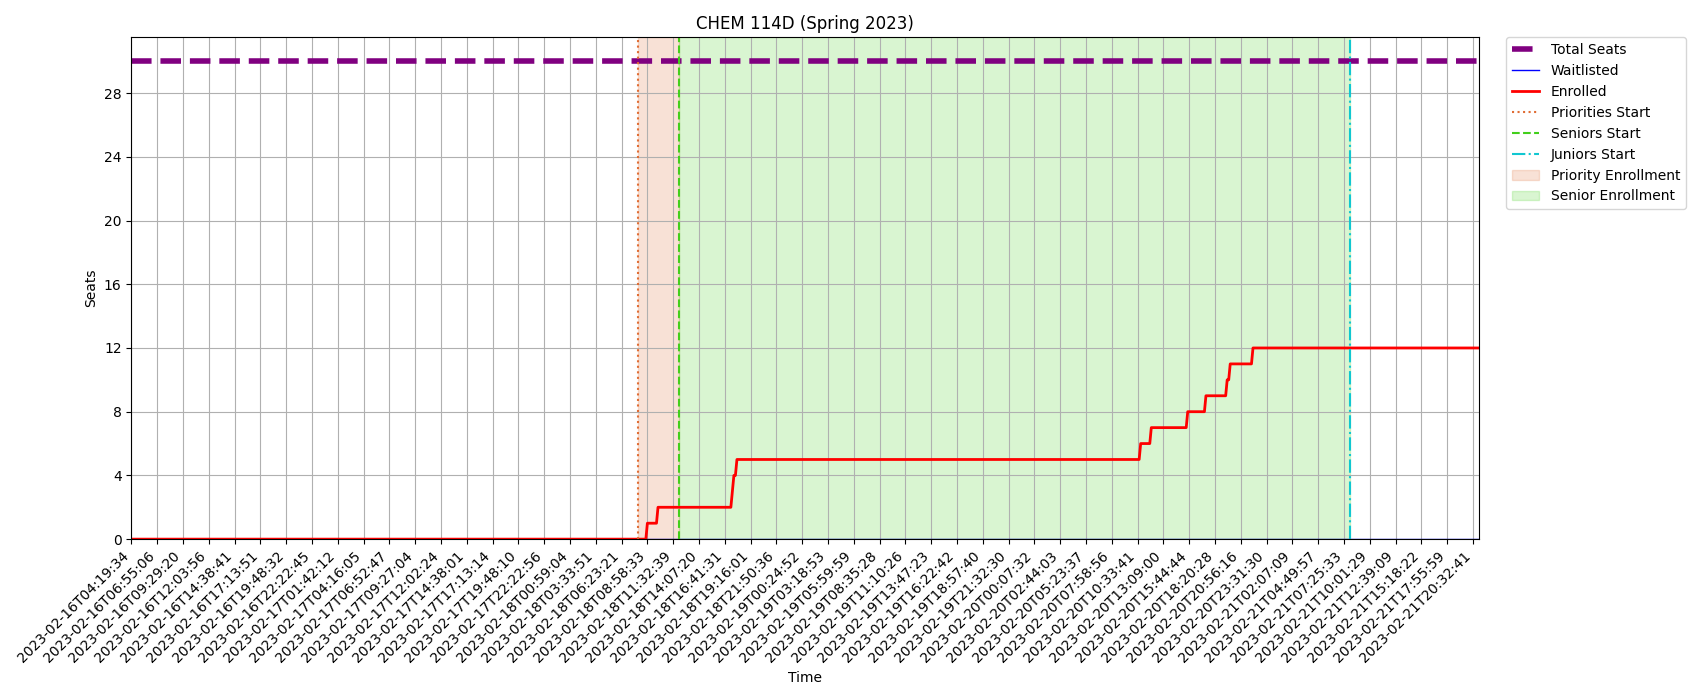 CHEM 114D (Spring 2023)
Total Seats
Waitlisted
Enrolled
Priorities Start
Seniors Start
Juniors Start
Priority Enrollment
Senior Enrollment
Seats
28
24
20
16
12
8
4
0
2023-02-16T04:19:34
2023-02-16T06:55:06
2023-02-16T09:29:20
2023-02-16T12:03:56
2023-02-16T14:38:41
2023-02-16T17:13:51
2023-02-16T19:48:32
2023-02-16T22:22:45
2023-02-17T01:42:12
2023-02-17T04:16:05
2023-02-17T06:52:47
2023-02-17T09:27:04
2023-02-17T12:02:24
2023-02-17T14:38:01
2023-02-17T17:13:14
2023-02-17T19:48:10
2023-02-17T22:22:56
2023-02-18T00:59:04
2023-02-18T03:33:51
2023-02-18T06:23:21
2023-02-18T08:58:33
2023-02-18T11:32:39
2023-02-18T14:07:20
2023-02-18T16:41:31
2023-02-18T19:16:01
2023-02-18T21:50:36
2023-02-19T00:24:52
2023-02-19T03:18:53
2023-02-19T05:59:59
2023-02-19T08:35:28
2023-02-19T11:10:26
2023-02-19T13:47:23
2023-02-19T16:22:42
2023-02-19T18:57:40
2023-02-19T21:32:30
2023-02-20T00:07:32
2023-02-20T02:44:03
2023-02-20T05:23:37
2023-02-20T07:58:56
2023-02-20T10:33:41
2023-02-20T13:09:00
2023-02-20T15:44:44
2023-02-20T18:20:28
2023-02-20T20:56:16
2023-02-20T23:31:30
2023-02-21T02:07:09
2023-02-21T04:49:57
2023-02-21T07:25:33
2023-02-21T10:01:29
2023-02-21T12:39:09
2023-02-21T15:18:22
2023-02-21T17:55:59
2023-02-21T20:32:41
Time